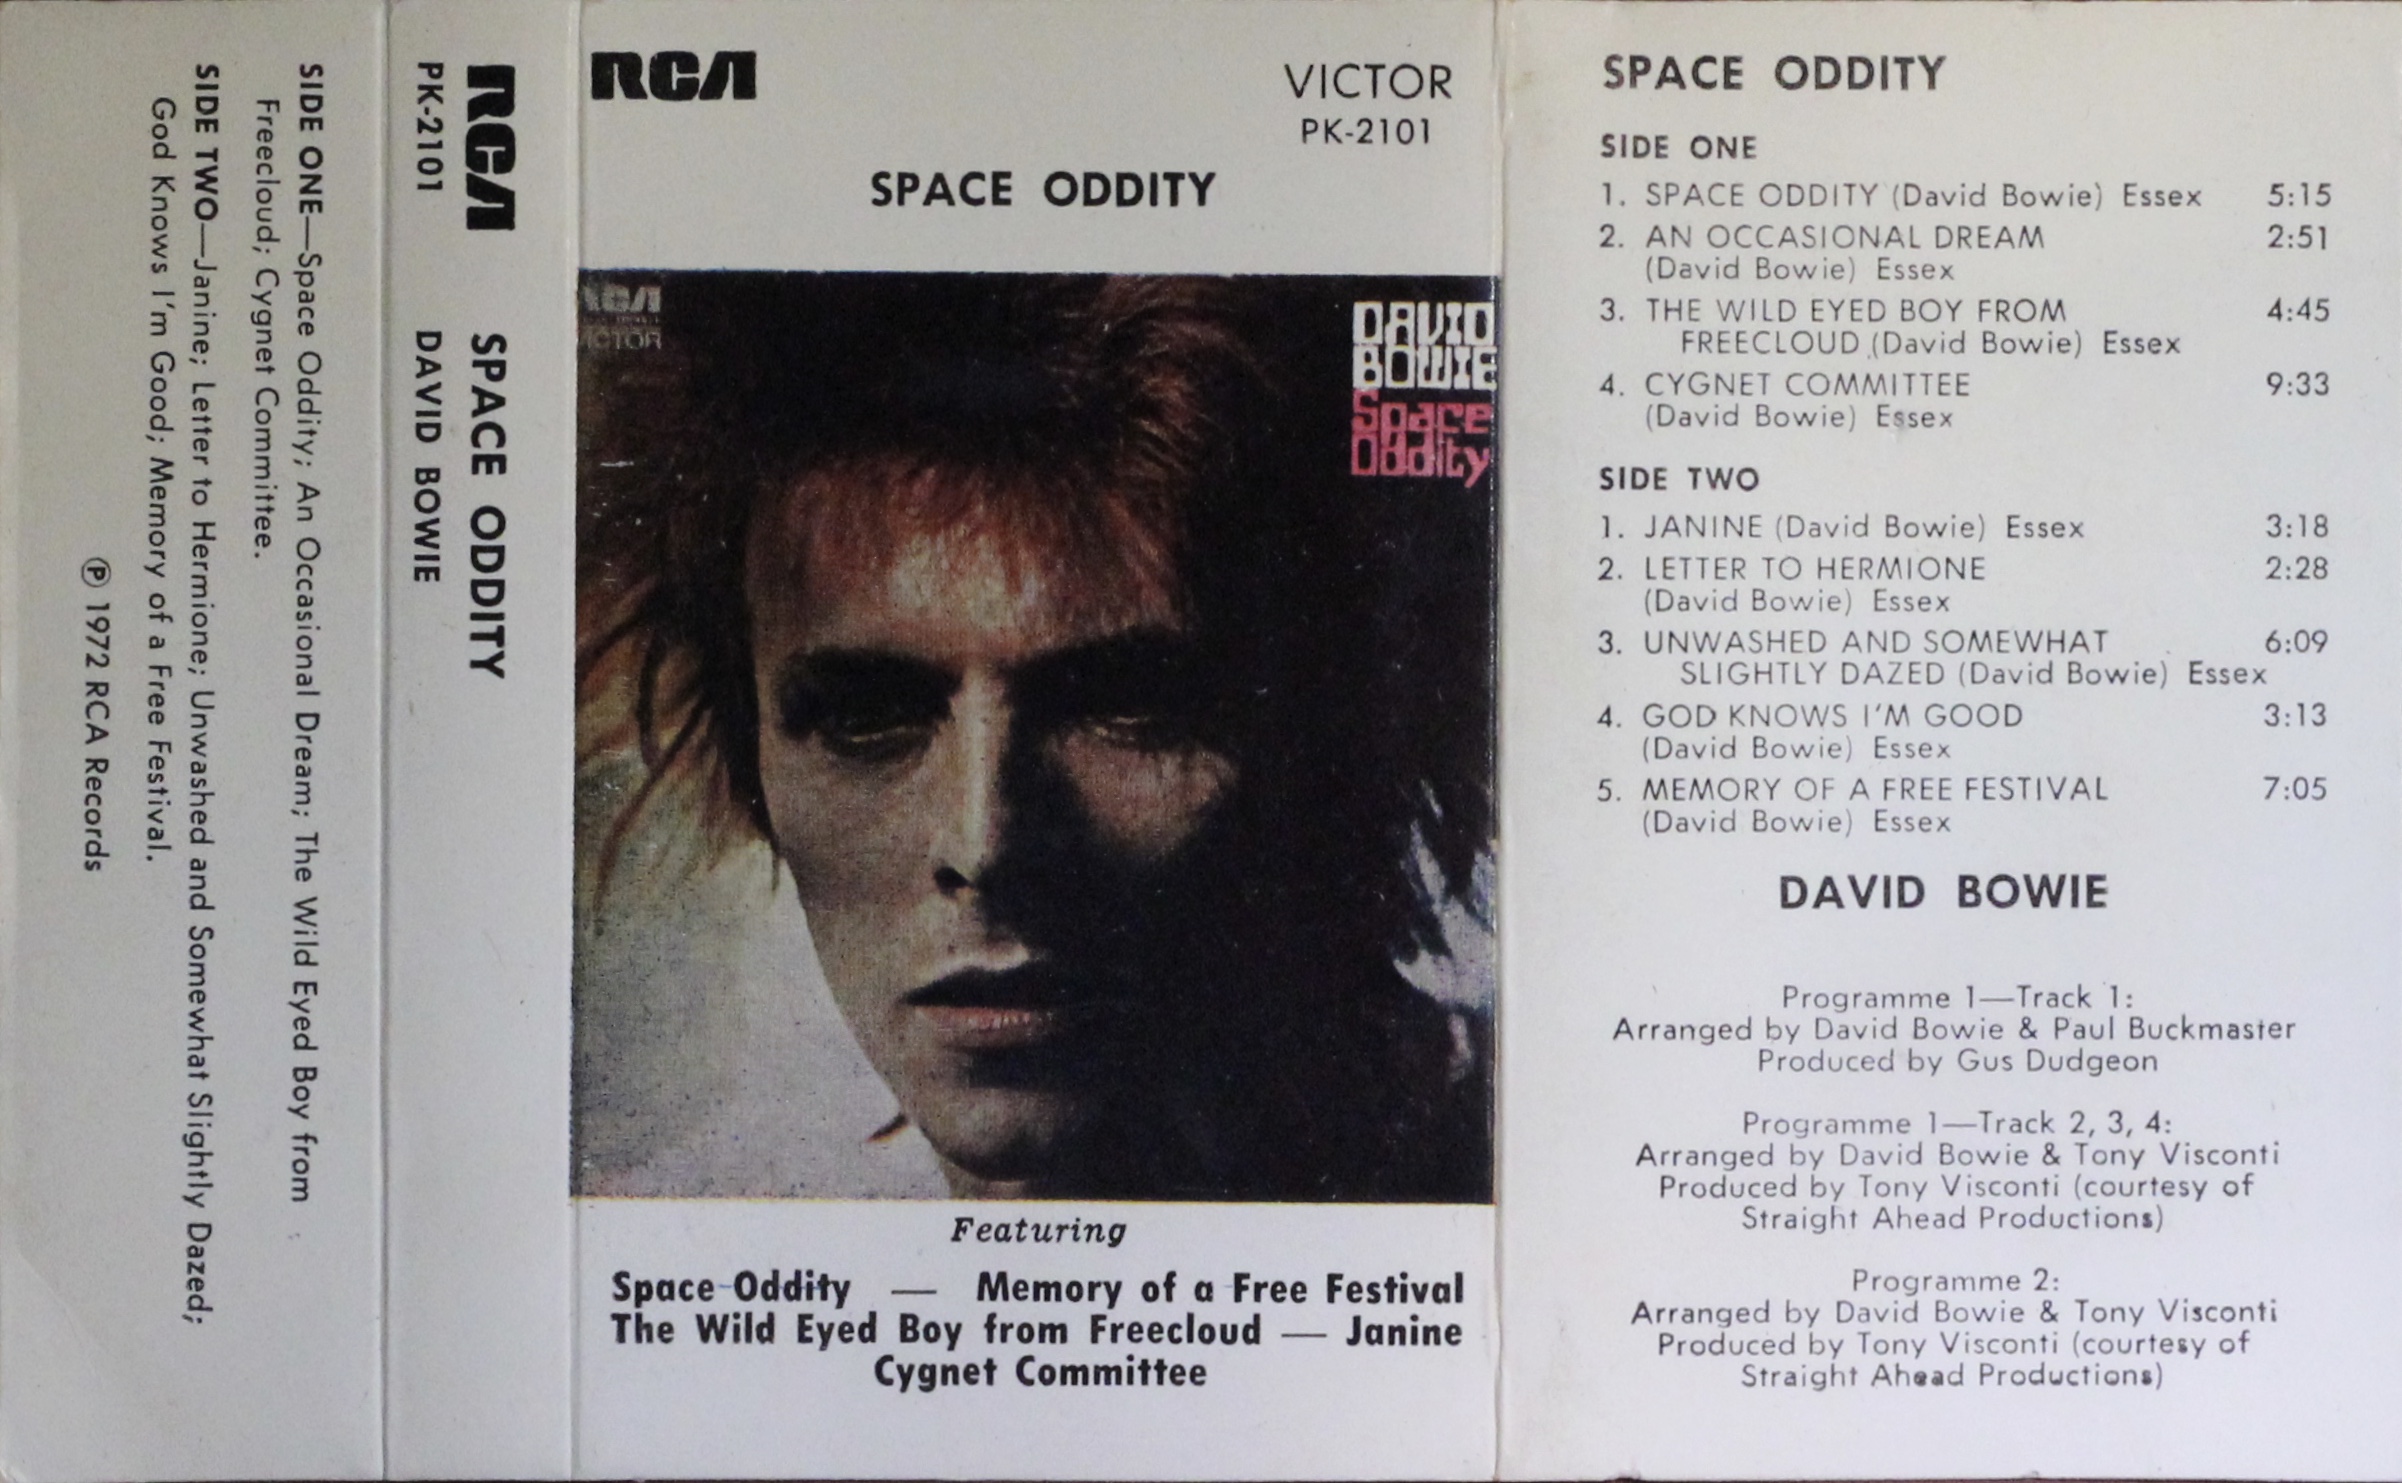 SIDE ONE—Space Oddity; An Occasional Dream; The Wild Eyed Boy from
Freecloud; Cygnet Committee.
SIDE TWO—Janine; Letter to Hermione; Unwashed and Somewhat Slightly Dazed;
God Knows I'm Good; Memory of a Free Festival.
Ⓟ 1972 RCA Records
RCA SPACE ODDITY
PK-2101 DAVID BOWIE
RCA
VICTOR
PK-2101
SPACE ODDITY
RCA
VICTOR
DAVID
BOWIE
Space
Oddity
Featuring
Space Oddity — Memory of a Free Festival
The Wild Eyed Boy from Freecloud — Janine
Cygnet Committee
SPACE ODDITY
SIDE ONE
1. SPACE ODDITY (David Bowie) Essex 5:15
2. AN OCCASIONAL DREAM 2:51
(David Bowie) Essex
3. THE WILD EYED BOY FROM 4:45
FREECLOUD (David Bowie) Essex
4. CYGNET COMMITTEE 9:33
(David Bowie) Essex
SIDE TWO
1. JANINE (David Bowie) Essex 3:18
2. LETTER TO HERMIONE 2:28
(David Bowie) Essex
3. UNWASHED AND SOMEWHAT 6:09
SLIGHTLY DAZED (David Bowie) Essex
4. GOD KNOWS I'M GOOD 3:13
(David Bowie) Essex
5. MEMORY OF A FREE FESTIVAL 7:05
(David Bowie) Essex
DAVID BOWIE
Programme 1—Track 1:
Arranged by David Bowie & Paul Buckmaster
Produced by Gus Dudgeon
Programme 1—Track 2, 3, 4:
Arranged by David Bowie & Tony Visconti
Produced by Tony Visconti (courtesy of
Straight Ahead Productions)
Programme 2:
Arranged by David Bowie & Tony Visconti
Produced by Tony Visconti (courtesy of
Straight Ahead Productions)